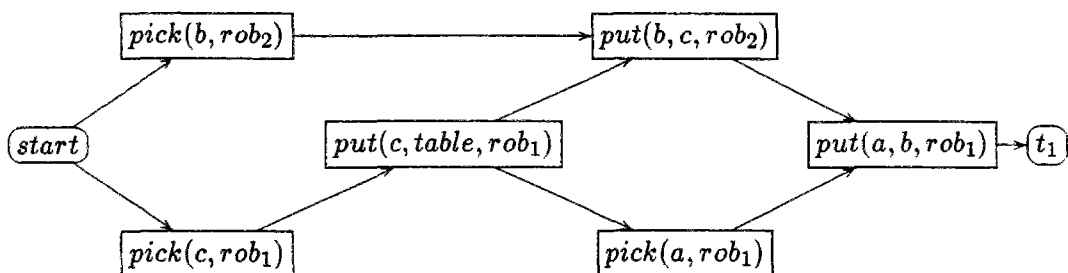 pick(b, rob₂)
put(b, c, rob₂)
start
put(c, table, rob₁)
put(a, b, rob₁)
t₁
pick(c, rob₁)
pick(a, rob₁)